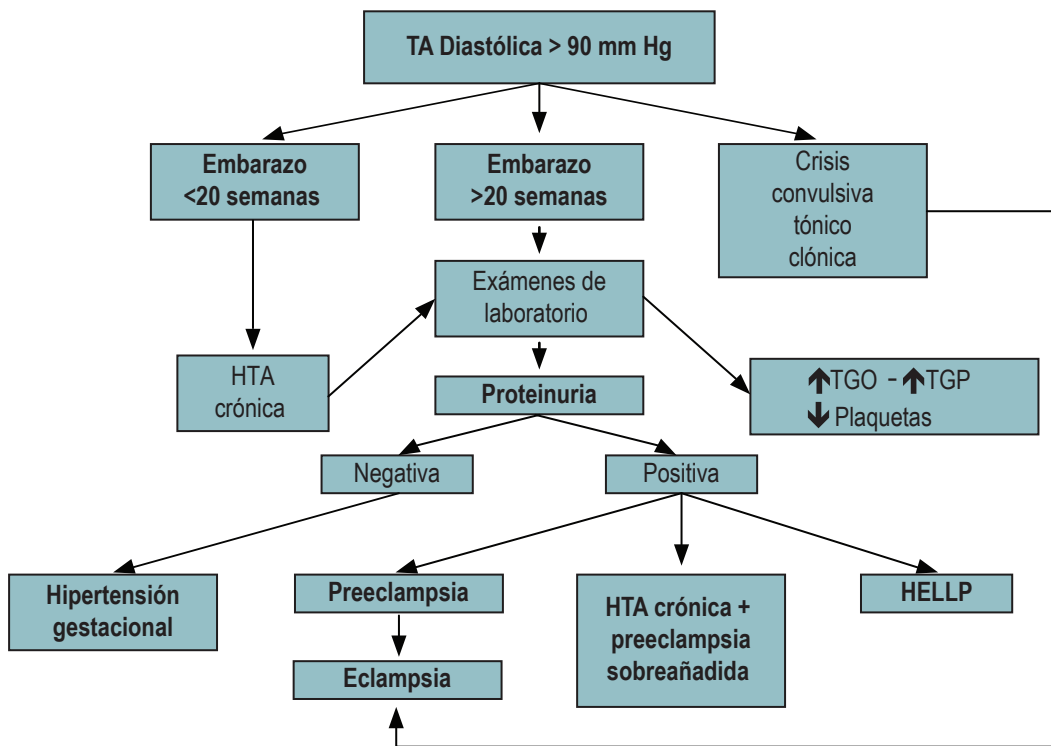 TA Diastólica > 90 mm Hg
Embarazo
<20 semanas
Embarazo
>20 semanas
Crisis
convulsiva
tónico
clónica
Exámenes de
laboratorio
HTA
crónica
Proteinuria
↑TGO - ↑TGP
↓ Plaquetas
Negativa
Positiva
Hipertensión
gestacional
Preeclampsia
HTA crónica +
preeclampsia
sobreañadida
HELLP
Eclampsia